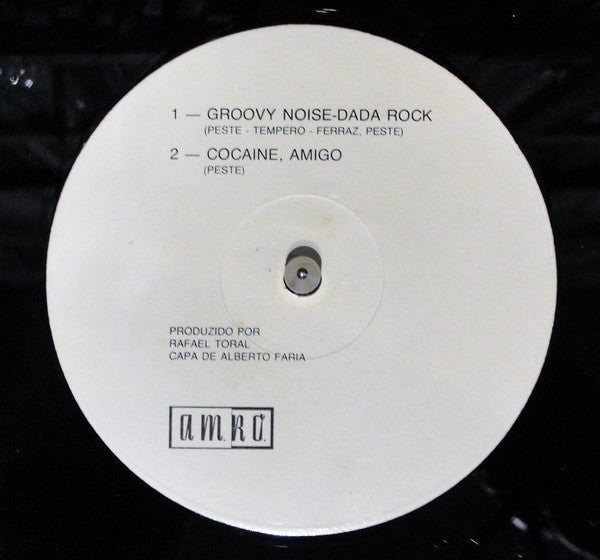 1 — GROOVY NOISE-DADA ROCK
(PESTE - TEMPERO - FERRAZ, PESTE)
2 — COCAINE, AMIGO
(PESTE)
PRODUZIDO POR
RAFAEL TORAL
CAPA DE ALBERTO FARIA
a.m.r.o.